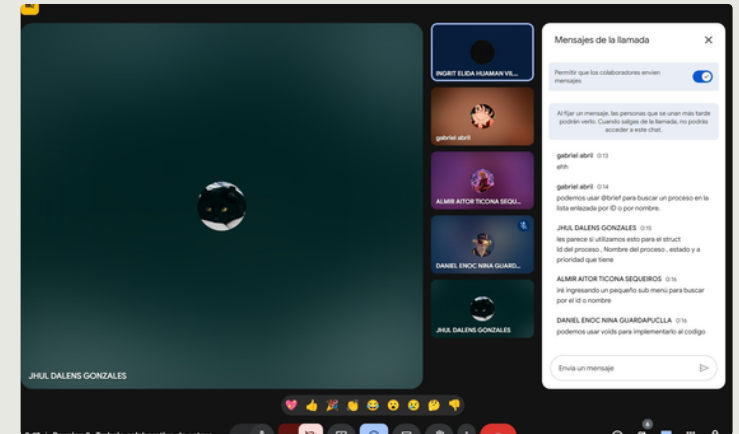 Mensajes de la llamada
Permitir que los colaboradores envíen
mensajes
Al fijar un mensaje, las personas que se unan más tarde
podrán verlo. Cuando salgas de la llamada, no podrás
acceder a este chat.
gabriel abril 0:13
ehh
gabriel abril 0:14
podemos usar @brief para buscar un proceso en la
lista enlazada por ID o por nombre.
JHUL DALENS GONZALES 0:15
les parece si utilizamos esto para el struct
Id del proceso , Nombre del proceso , estado y a
prioridad que tiene
ALMIR AITOR TICONA SEQUEIROS 0:16
iré ingresando un pequeño sub menú para buscar
por el id o nombre
DANIEL ENOC NINA GUARDAPUCLLA 0:16
podemos usar voids para implementarlo al codigo
Envía un mensaje
INGRIT ELIDA HUAMAN VIL...
gabriel abril
ALMIR AITOR TICONA SEQU...
DANIEL ENOC NINA GUARD...
JHUL DALENS GONZALES
JHUL DALENS GONZALES